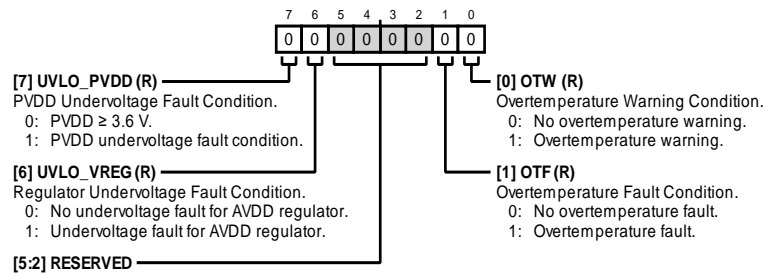 7 6 5 4 3 2 1 0
0 0 0 0 0 0 0 0
[7] UVLO_PVDD (R)
PVDD Undervoltage Fault Condition.
0: PVDD ≥ 3.6 V.
1: PVDD undervoltage fault condition.
[6] UVLO_VREG (R)
Regulator Undervoltage Fault Condition.
0: No undervoltage fault for AVDD regulator.
1: Undervoltage fault for AVDD regulator.
[5:2] RESERVED
[0] OTW (R)
Overtemperature Warning Condition.
0: No overtemperature warning.
1: Overtemperature warning.
[1] OTF (R)
Overtemperature Fault Condition.
0: No overtemperature fault.
1: Overtemperature fault.